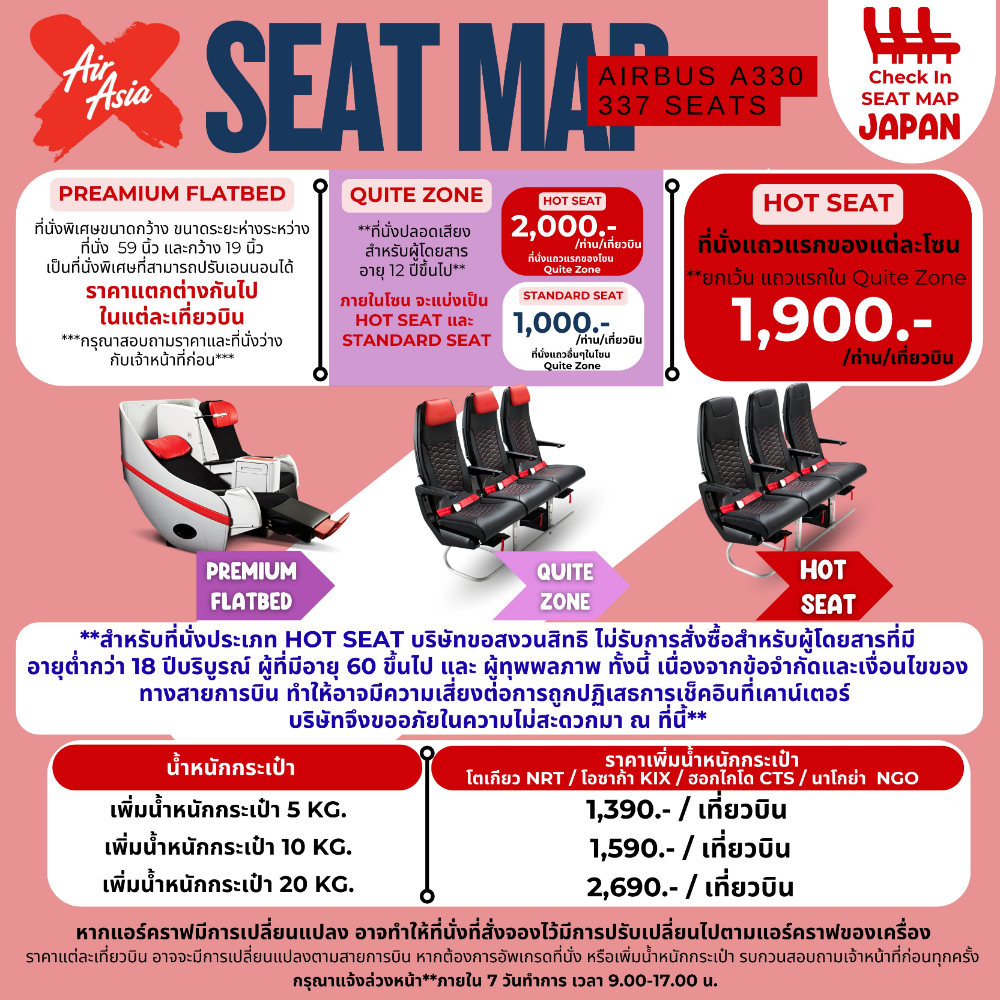 Air
Asia
SEAT MAP
AIRBUS A330
337 SEATS
Check In
SEAT MAP
JAPAN
PREAMIUM FLATBED
ที่นั่งพิเศษขนาดกว้าง ขนาดระยะห่างระหว่าง
ที่นั่ง 59 นิ้ว และกว้าง 19 นิ้ว
เป็นที่นั่งพิเศษที่สามารถปรับเอนนอนได้
ราคาแตกต่างกันไป
ในแต่ละเที่ยวบิน
***กรุณาสอบถามราคาและที่นั่งว่าง
กับเจ้าหน้าที่ก่อน***
QUITE ZONE
**ที่นั่งปลอดเสียง
สำหรับผู้โดยสาร
อายุ 12 ปีขึ้นไป**
ภายในโซน จะแบ่งเป็น
HOT SEAT และ
STANDARD SEAT
HOT SEAT
2,000.-
/ท่าน/เที่ยวบิน
ที่นั่งแถวแรกของโซน
Quite Zone
STANDARD SEAT
1,000.-
/ท่าน/เที่ยวบิน
ที่นั่งแถวอื่นๆในโซน
Quite Zone
HOT SEAT
ที่นั่งแถวแรกของแต่ละโซน
**ยกเว้น แถวแรกใน Quite Zone
1,900.-
/ท่าน/เที่ยวบิน
PREMIUM
FLATBED
QUITE
ZONE
HOT
SEAT
**สำหรับที่นั่งประเภท HOT SEAT บริษัทขอสงวนสิทธิ ไม่รับการสั่งซื้อสำหรับผู้โดยสารที่มี
อายุต่ำกว่า 18 ปีบริบูรณ์ ผู้ที่มีอายุ 60 ขึ้นไป และ ผู้ทุพพลภาพ ทั้งนี้ เนื่องจากข้อจำกัดและเงื่อนไขของ
ทางสายการบิน ทำให้อาจมีความเสี่ยงต่อการถูกปฏิเสธการเช็คอินที่เคาน์เตอร์
บริษัทจึงขออภัยในความไม่สะดวกมา ณ ที่นี้**
น้ำหนักกระเป๋า
ราคาเพิ่มน้ำหนักกระเป๋า
โตเกียว NRT / โอซาก้า KIX / ฮอกไกโด CTS / นาโกย่า NGO
เพิ่มน้ำหนักกระเป๋า 5 KG.
1,390.- / เที่ยวบิน
เพิ่มน้ำหนักกระเป๋า 10 KG.
1,590.- / เที่ยวบิน
เพิ่มน้ำหนักกระเป๋า 20 KG.
2,690.- / เที่ยวบิน
หากแอร์คราฟมีการเปลี่ยนแปลง อาจทำให้ที่นั่งที่สั่งจองไว้มีการปรับเปลี่ยนไปตามแอร์คราฟของเครื่อง
ราคาแต่ละเที่ยวบิน อาจจะมีการเปลี่ยนแปลงตามสายการบิน หากต้องการอัพเกรดที่นั่ง หรือเพิ่มน้ำหนักกระเป๋า รบกวนสอบถามเจ้าหน้าที่ก่อนทุกครั้ง
กรุณาแจ้งล่วงหน้า**ภายใน 7 วันทำการ เวลา 9.00-17.00 น.